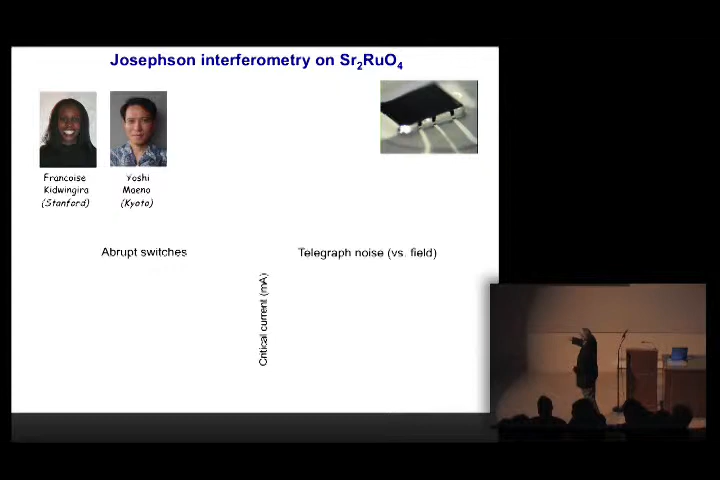 Josephson interferometry on Sr2RuO4
Francoise
Kidwingira
(Stanford)
Yoshi
Maeno
(Kyoto)
Abrupt switches
Telegraph noise (vs. field)
Critical current (mA)